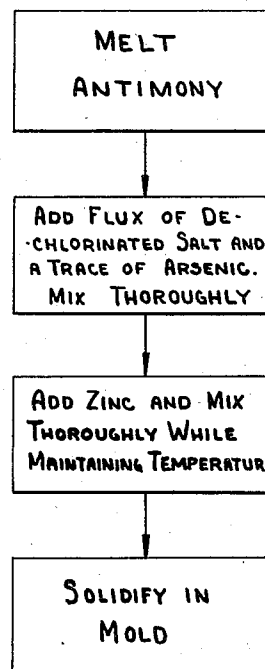 MELT
ANTIMONY
ADD FLUX OF DE-
-CHLORINATED SALT AND
A TRACE OF ARSENIC.
MIX THOROUGHLY
ADD ZINC AND MIX
THOROUGHLY WHILE
MAINTAINING TEMPERATUR
SOLIDIFY IN
MOLD